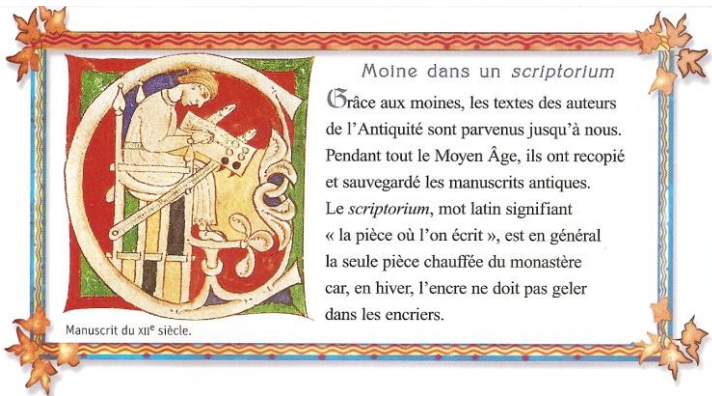 Moine dans un scriptorium
Grâce aux moines, les textes des auteurs
de l'Antiquité sont parvenus jusqu'à nous.
Pendant tout le Moyen Âge, ils ont recopié
et sauvegardé les manuscrits antiques.
Le scriptorium, mot latin signifiant
« la pièce où l'on écrit », est en général
la seule pièce chauffée du monastère
car, en hiver, l'encre ne doit pas geler
dans les encriers.
Manuscrit du XIIe siècle.